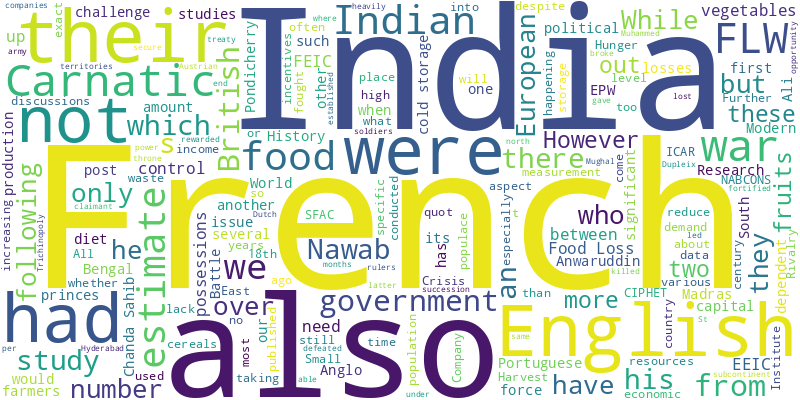 companies
challenge
studies
where
their
India
despite
into
political
vegetables
exact
army
up
territories
treaty
Austrian
secure
often
such
Indian
While
Hunger
level
FLW
opportunity
Carnatic
British
FEIC
Pondicherry
incentives
fought
other
place
high
cold storage
European
out
storage
happening
losses
will
one
Muhammed
broke
gave
lost
first
but
Ali
Further
discussions
end
amount
not
which
or
History
soldiers
when
what
established
EPW
too
these
Modern
were
war
production
increasing
post
income
s
control
food
However
there
ICAR
Research
Mughal
come
north
power
rewarded
throne
French
only
World
so
waste
another
SFAC
specific
conducted
quot
populace
aspect
measurement
who
significant
South
NABCONS
fortified
Dupleix
fruits
following
claimant
Trichinopoly
diet
estimate
he
issue
several
years
18th
Dutch
possessions
we
Nawab
has
its
Crisis
an
t
especially
between
Food Loss
Anwaruddin
reduce
demand
about
data
century
two
they
Rivalry
dependent
All
Bengal
whether
princes
Chanda Sahib
Battle
East
months
rulers
ago
latter
succession
killed
than
CIPHET
various
Madras
led
had
also
over
government
more
country
capital
lack
no
our
published
need
still
Small
most
population
time
Company
English
EEIC
Institute
St
same
subcontinent
study
cereals
used
Portuguese
his
resources
from
per
Hyderabad
number
would
farmers
taking
Anglo
defeated
able
under
Harvest
force
heavily
have
economic